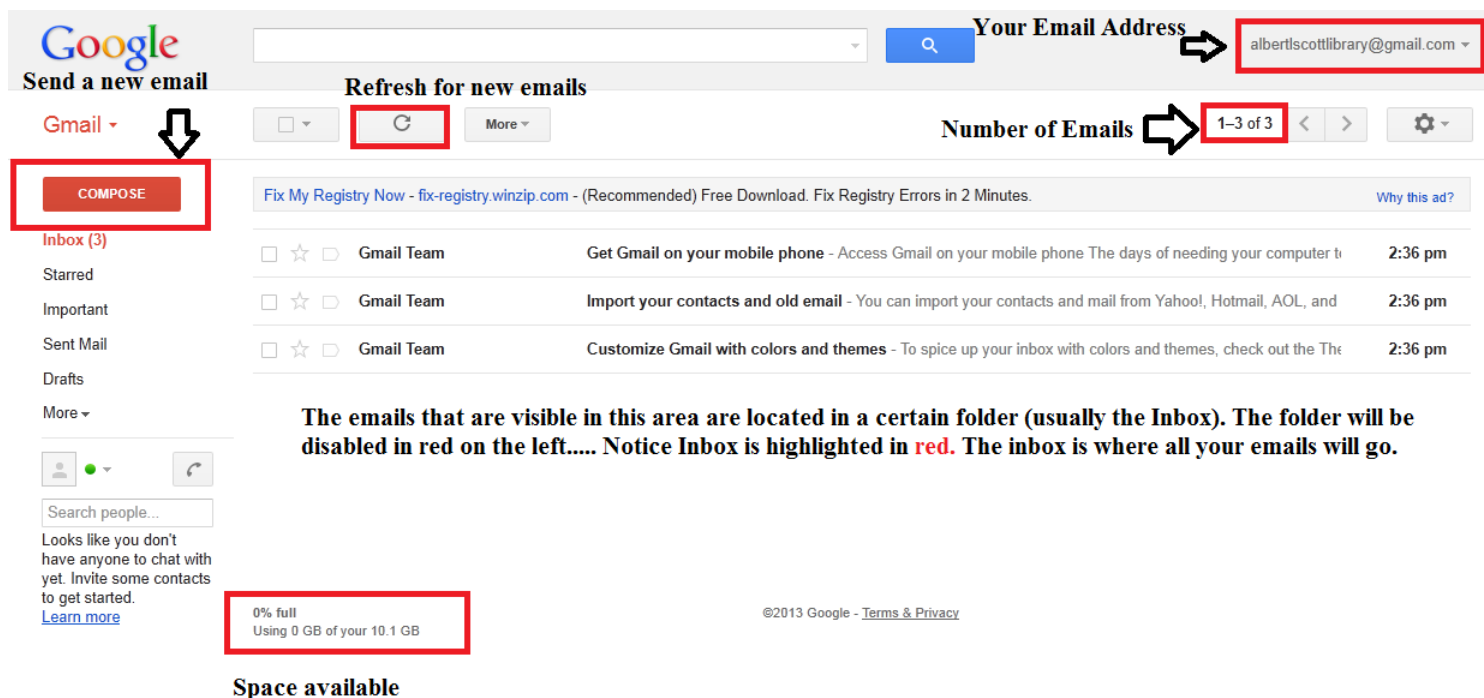 Google
Your Email Address
albertlscottlibrary@gmail.com
Send a new email
Refresh for new emails
Gmail
More
Number of Emails
1–3 of 3
COMPOSE
Fix My Registry Now - fix-registry.winzip.com - (Recommended) Free Download. Fix Registry Errors in 2 Minutes.
Why this ad?
Inbox (3)
Starred
Important
Sent Mail
Drafts
More
Gmail Team Get Gmail on your mobile phone - Access Gmail on your mobile phone The days of needing your computer
2:36 pm
Gmail Team Import your contacts and old email - You can import your contacts and mail from Yahoo!, Hotmail, AOL, and
2:36 pm
Gmail Team Customize Gmail with colors and themes - To spice up your inbox with colors and themes, check out the
2:36 pm
The emails that are visible in this area are located in a certain folder (usually the Inbox). The folder will be
disabled in red on the left..... Notice Inbox is highlighted in red. The inbox is where all your emails will go.
Search people...
Looks like you don't
have anyone to chat with
yet. Invite some contacts
to get started.
Learn more
0% full
Using 0 GB of your 10.1 GB
©2013 Google - Terms & Privacy
Space available